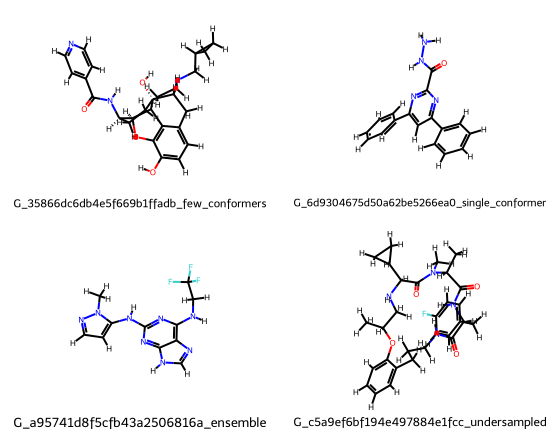 G_35866dc6db4e5f669b1ffadb_few_conformers
G_6d9304675d50a62be5266ea0_single_conformer
G_a95741d8f5cfb43a2506816a_ensemble
G_c5a9ef6bf194e497884e1fcc_undersampled